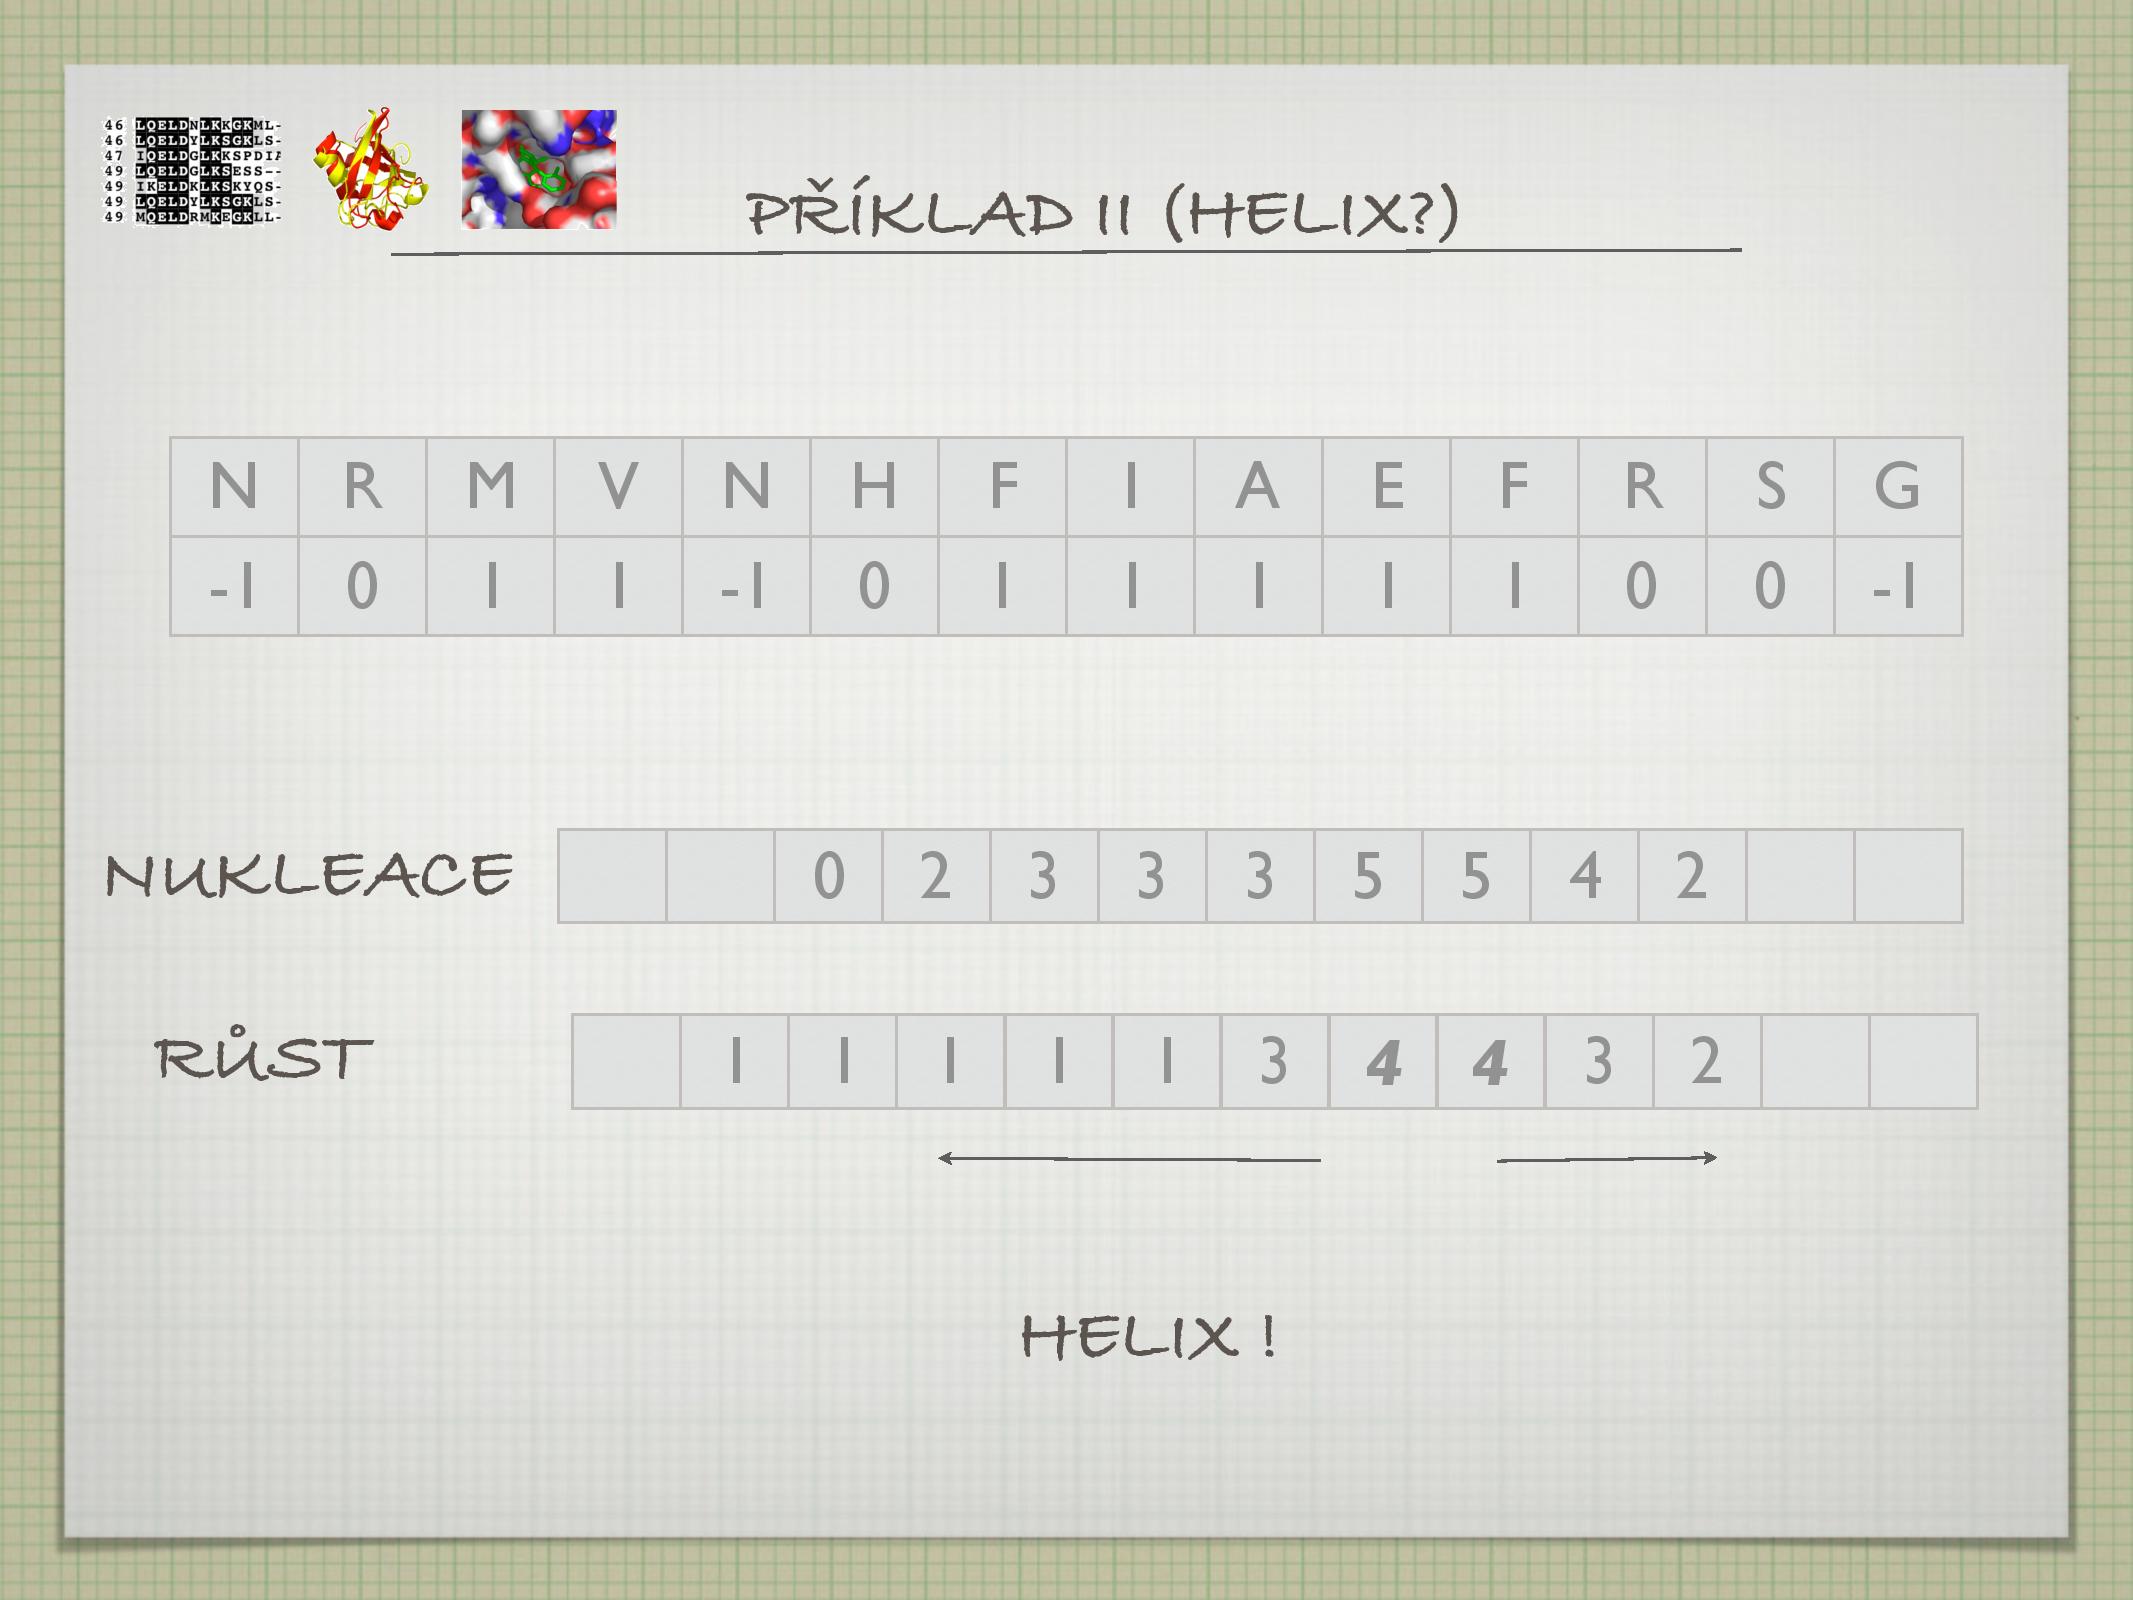 46 LQELDNLKKGKML-
46 LQELDYLKSGKLS-
47 IQELDGLKKSPDIA
49 LQELDGLKSESS--
49 IKELDKLKSKYQS-
49 LQELDYLKSGKLS-
49 MQELDRMKEGKLL-
PŘÍKLAD II (HELIX?)
N R M V N H F I A E F R S G
-1 0 1 1 -1 0 1 1 1 1 1 0 0 -1
NUKLEACE 0 2 3 3 3 5 5 4 2
RŮST 1 1 1 1 1 3 4 4 3 2
HELIX !